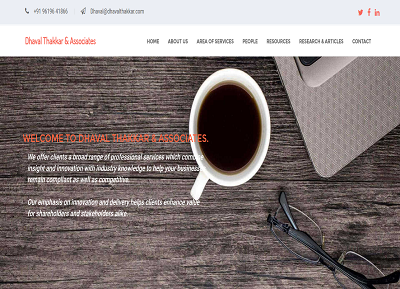 +91.96196 41866 Dhaval@dhavalthakkar.com
Dhaval Thakkar & Associates
HOME ABOUT US AREA OF SERVICES PEOPLE RESOURCES RESEARCH & ARTICLES CONTACT
WELCOME TO DHAVAL THAKKAR & ASSOCIATES.
We offer clients a broad range of professional services which combine
insight and innovation with industry knowledge to help your business
remain compliant as well as competitive.
Our emphasis on innovation and delivery helps clients enhance value
for shareholders and stakeholders alike.